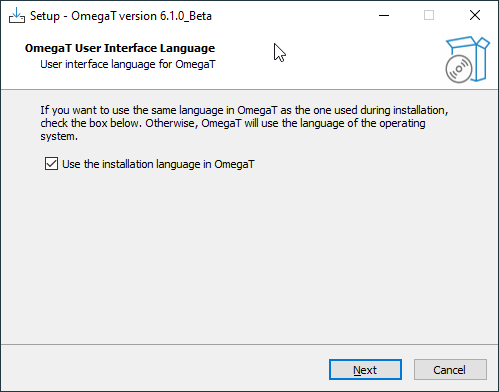 Setup - OmegaT version 6.1.0_Beta
OmegaT User Interface Language
User interface language for OmegaT
If you want to use the same language in OmegaT as the one used during installation,
check the box below. Otherwise, OmegaT will use the language of the operating
system.
Use the installation language in OmegaT
Next
Cancel